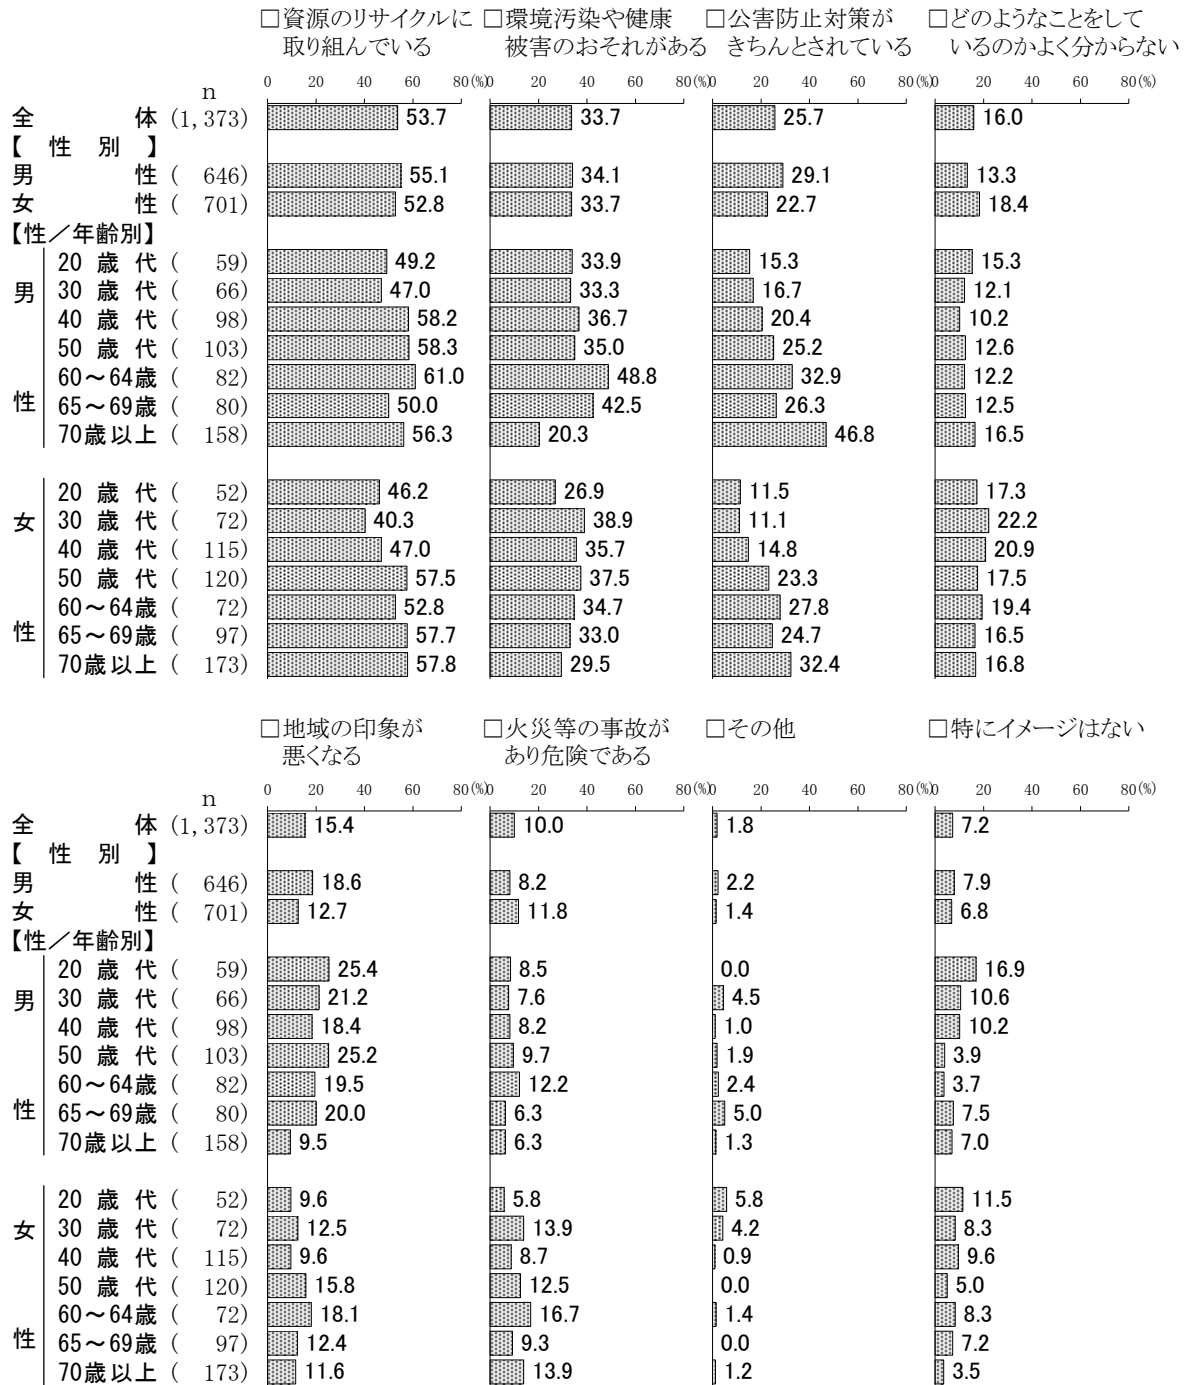 □資源のリサイクルに □環境汚染や健康 □公害防止対策が □どのようなことをして
取り組んでいる 被害のおそれがある きちんとされている いるのかよく分からない
0 20 40 60 80(%) 0 20 40 60 80(%) 0 20 40 60 80(%) 0 20 40 60 80(%)
n
全体 (1,373) 53.7 33.7 25.7 16.0
【性別】
男性 (646) 55.1 34.1 29.1 13.3
女性 (701) 52.8 33.7 22.7 18.4
【性/年齢別】
男性
20歳代 (59) 49.2 33.9 15.3 15.3
30歳代 (66) 47.0 33.3 16.7 12.1
40歳代 (98) 58.2 36.7 20.4 10.2
50歳代 (103) 58.3 35.0 25.2 12.6
60~64歳 (82) 61.0 48.8 32.9 12.2
65~69歳 (80) 50.0 42.5 26.3 12.5
70歳以上 (158) 56.3 20.3 46.8 16.5
女性
20歳代 (52) 46.2 26.9 11.5 17.3
30歳代 (72) 40.3 38.9 11.1 22.2
40歳代 (115) 47.0 35.7 14.8 20.9
50歳代 (120) 57.5 37.5 23.3 17.5
60~64歳 (72) 52.8 34.7 27.8 19.4
65~69歳 (97) 57.7 33.0 24.7 16.5
70歳以上 (173) 57.8 29.5 32.4 16.8
□地域の印象が □火災等の事故が □その他 □特にイメージはない
悪くなる あり危険である
0 20 40 60 80(%) 0 20 40 60 80(%) 0 20 40 60 80(%) 0 20 40 60 80(%)
n
全体 (1,373) 15.4 10.0 1.8 7.2
【性別】
男性 (646) 18.6 8.2 2.2 7.9
女性 (701) 12.7 11.8 1.4 6.8
【性/年齢別】
男性
20歳代 (59) 25.4 8.5 0.0 16.9
30歳代 (66) 21.2 7.6 4.5 10.6
40歳代 (98) 18.4 8.2 1.0 10.2
50歳代 (103) 25.2 9.7 1.9 3.9
60~64歳 (82) 19.5 12.2 2.4 3.7
65~69歳 (80) 20.0 6.3 5.0 7.5
70歳以上 (158) 9.5 6.3 1.3 7.0
女性
20歳代 (52) 9.6 5.8 5.8 11.5
30歳代 (72) 12.5 13.9 4.2 8.3
40歳代 (115) 9.6 8.7 0.9 9.6
50歳代 (120) 15.8 12.5 0.0 5.0
60~64歳 (72) 18.1 16.7 1.4 8.3
65~69歳 (97) 12.4 9.3 0.0 7.2
70歳以上 (173) 11.6 13.9 1.2 3.5